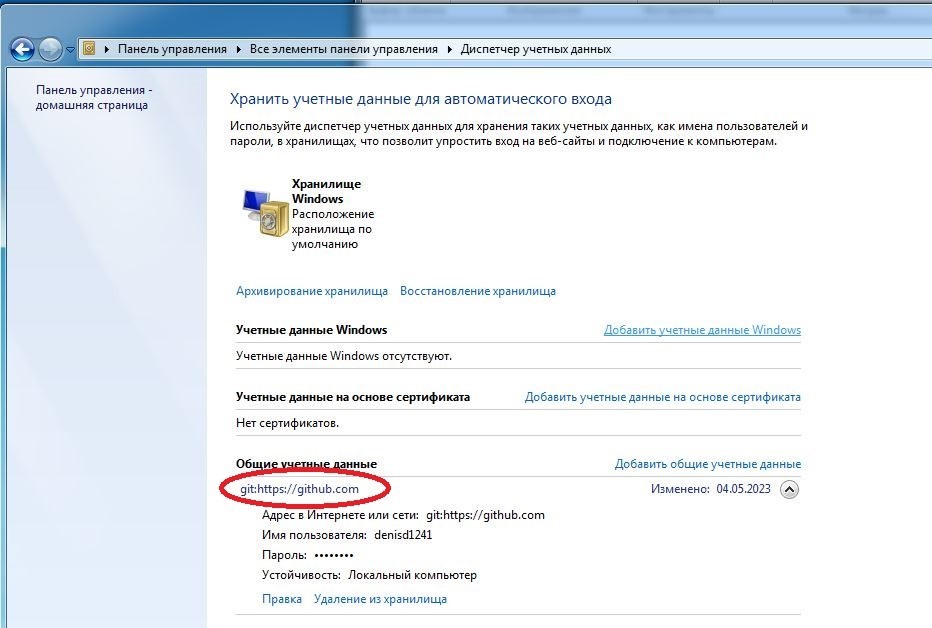 Панель управления
Все элементы панели управления
Диспетчер учетных данных
Панель управления -
домашняя страница
Хранить учетные данные для автоматического входа
Используйте диспетчер учетных данных для хранения таких учетных данных, как имена пользователей и
пароли, в хранилищах, что позволит упростить вход на веб-сайты и подключение к компьютерам.
Хранилище
Windows
Расположение
хранилища по
умолчанию
Архивирование хранилища Восстановление хранилища
Учетные данные Windows Добавить учетные данные Windows
Учетные данные Windows отсутствуют.
Учетные данные на основе сертификата Добавить учетные данные на основе сертификата
Нет сертификатов.
Общие учетные данные Добавить общие учетные данные
git:https://github.com Изменено: 04.05.2023
Адрес в Интернете или сети: git:https://github.com
Имя пользователя: denisd1241
Пароль: ••••••••
Устойчивость: Локальный компьютер
Правка Удаление из хранилища